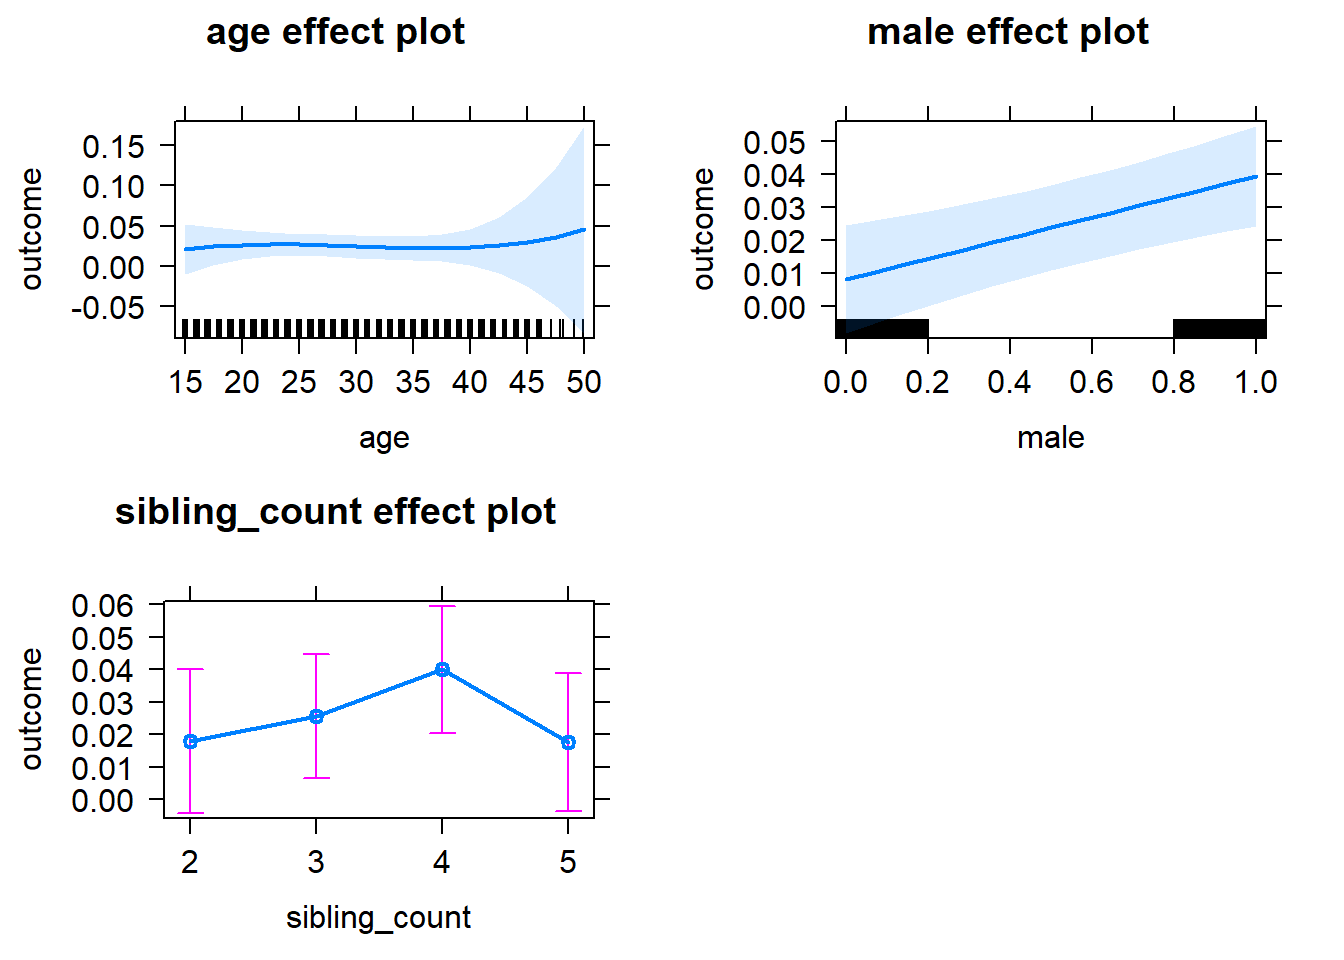 age effect plot
outcome
0.15
0.10
0.05
0.00
-0.05
15 20 25 30 35 40 45 50
age
male effect plot
outcome
0.05
0.04
0.03
0.02
0.01
0.00
0.0 0.2 0.4 0.6 0.8 1.0
male
sibling_count effect plot
outcome
0.06
0.05
0.04
0.03
0.02
0.01
0.00
2 3 4 5
sibling_count